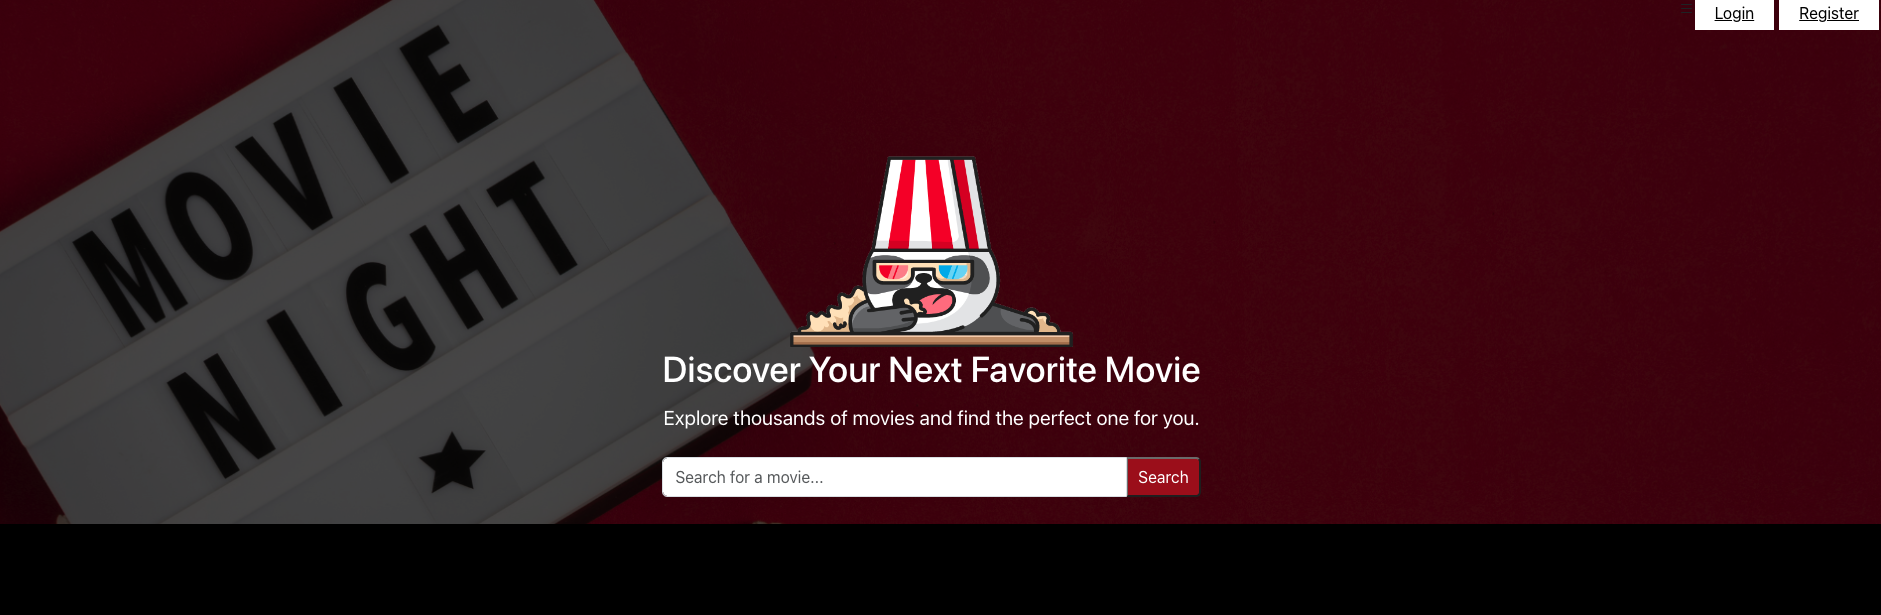 Login Register
MOVIE
NIGHT
Discover Your Next Favorite Movie
Explore thousands of movies and find the perfect one for you.
Search for a movie... Search